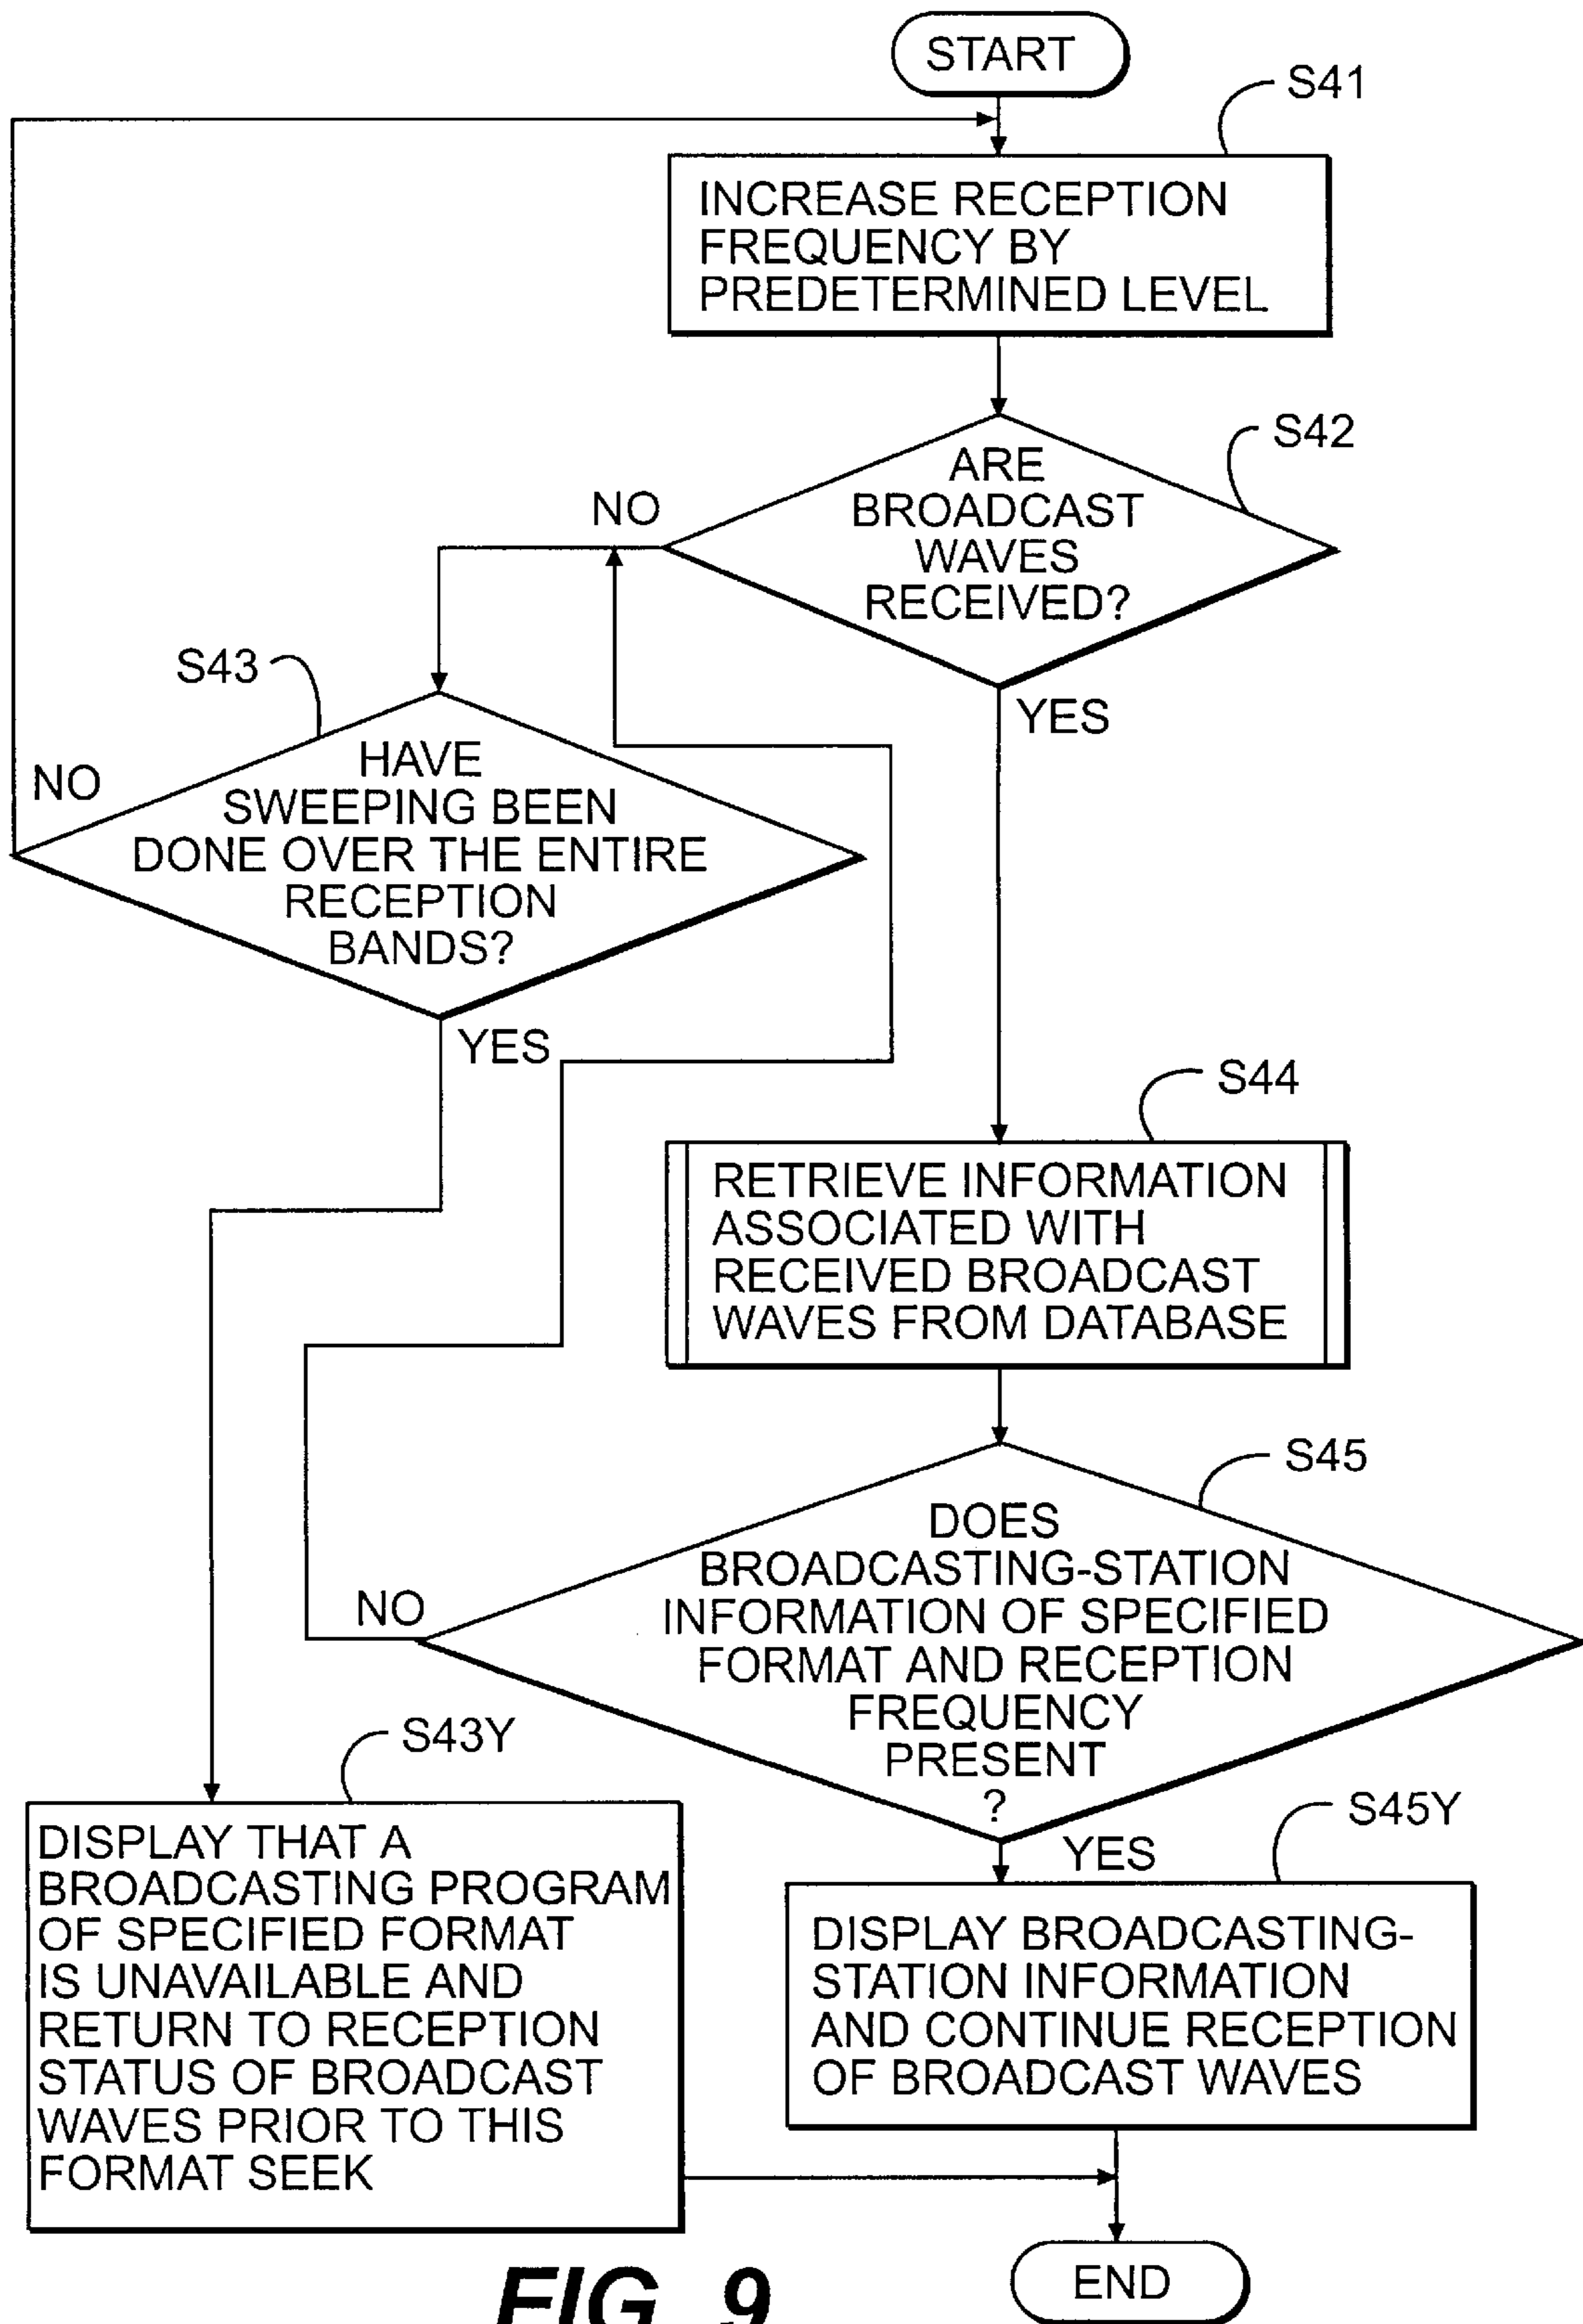 START
S41
INCREASE RECEPTION
FREQUENCY BY
PREDETERMINED LEVEL
S42
ARE
BROADCAST
WAVES
RECEIVED?
NO
YES
S43
HAVE
SWEEPING BEEN
DONE OVER THE ENTIRE
RECEPTION
BANDS?
NO
YES
S44
RETRIEVE INFORMATION
ASSOCIATED WITH
RECEIVED BROADCAST
WAVES FROM DATABASE
S45
DOES
BROADCASTING-STATION
INFORMATION OF SPECIFIED
FORMAT AND RECEPTION
FREQUENCY
PRESENT
?
NO
YES
S43Y
DISPLAY THAT A
BROADCASTING PROGRAM
OF SPECIFIED FORMAT
IS UNAVAILABLE AND
RETURN TO RECEPTION
STATUS OF BROADCAST
WAVES PRIOR TO THIS
FORMAT SEEK
S45Y
DISPLAY BROADCASTING-
STATION INFORMATION
AND CONTINUE RECEPTION
OF BROADCAST WAVES
END
FIG. 9